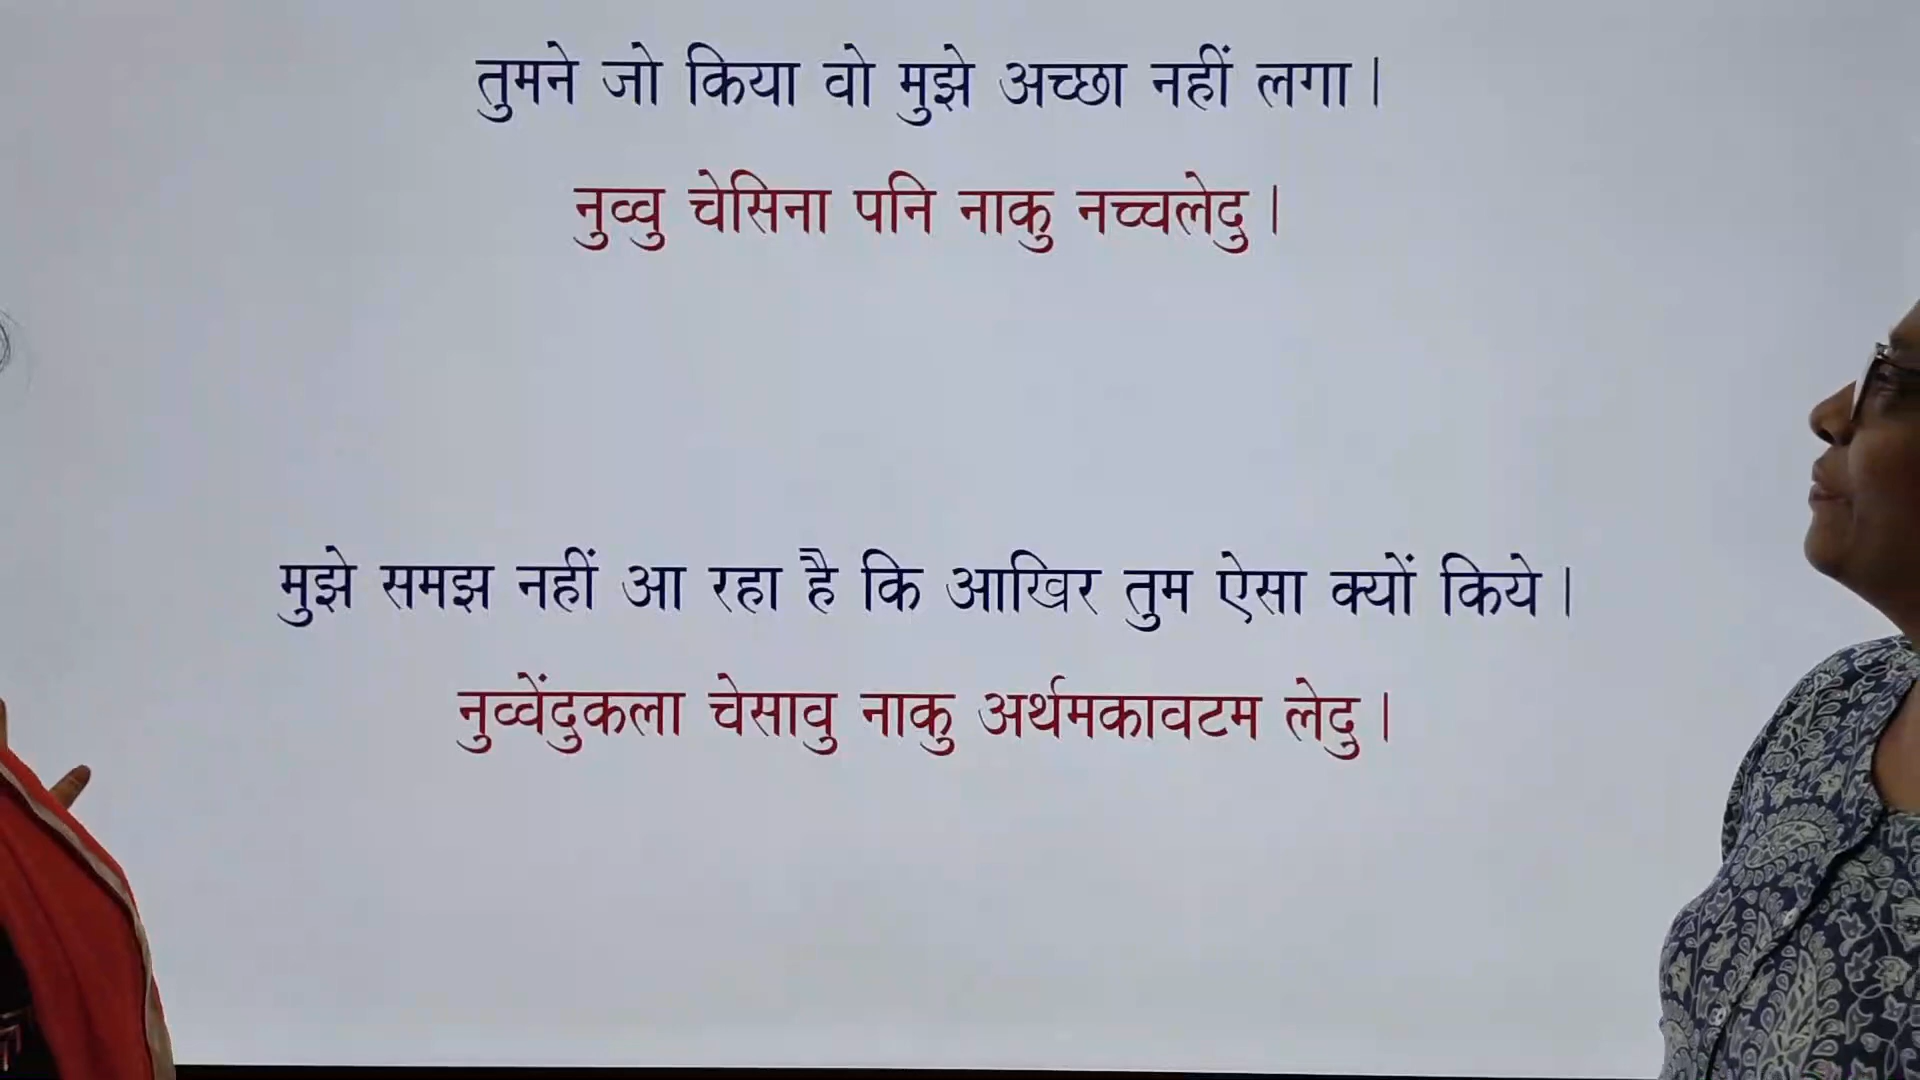 तुमने जो किया वो मुझे अच्छा नहीं लगा।
नुव्वु चेसिना पनि नाकु नच्चलेदु।
मुझे समझ नहीं आ रहा है कि आखिर तुम ऐसा क्यों किये।
नुव्वेंदुकला चेसावु नाकु अर्थमकावटम लेदु।